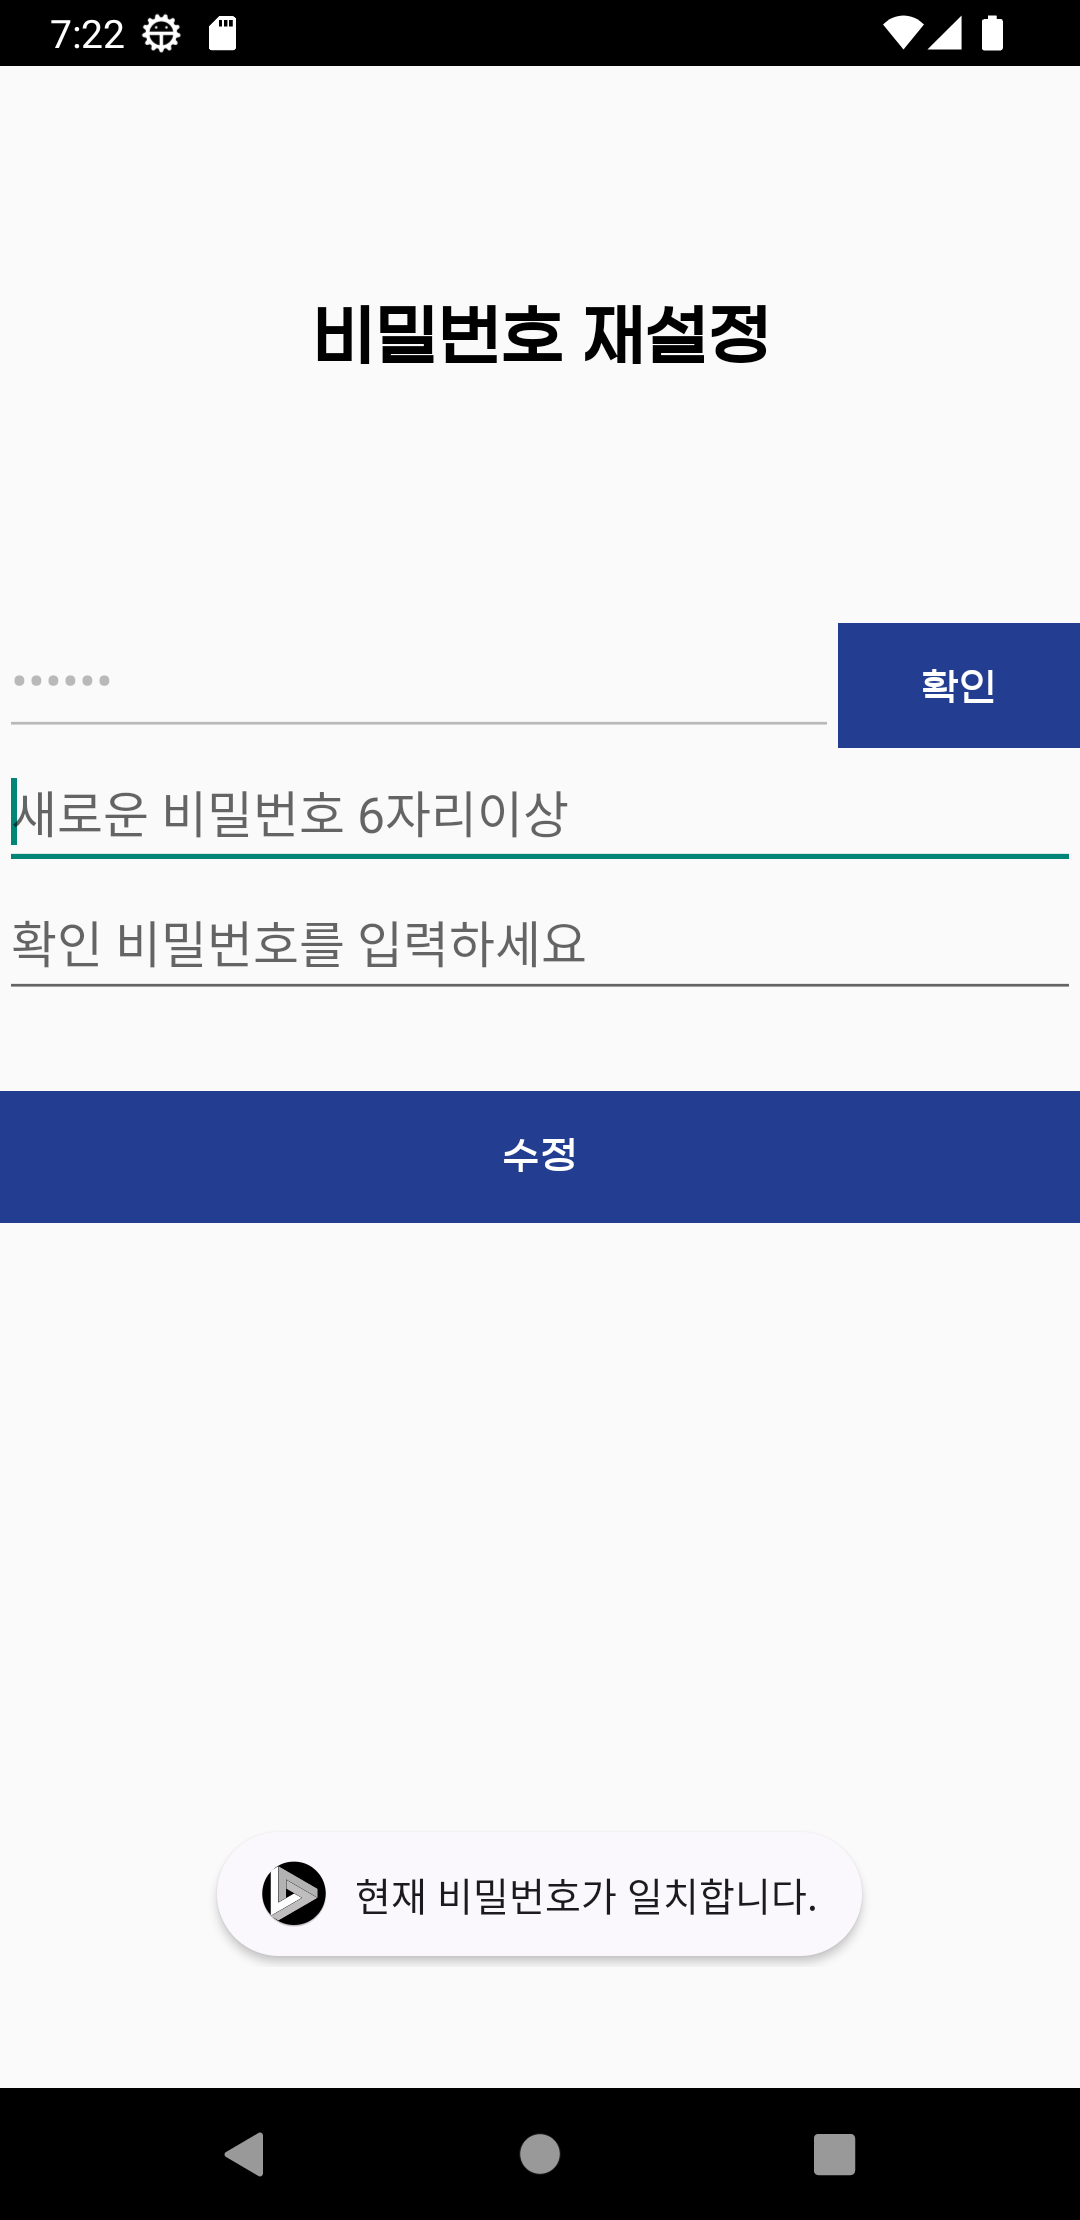 7:22
비밀번호 재설정
••••••
확인
새로운 비밀번호 6자리이상
확인 비밀번호를 입력하세요
수정
현재 비밀번호가 일치합니다.